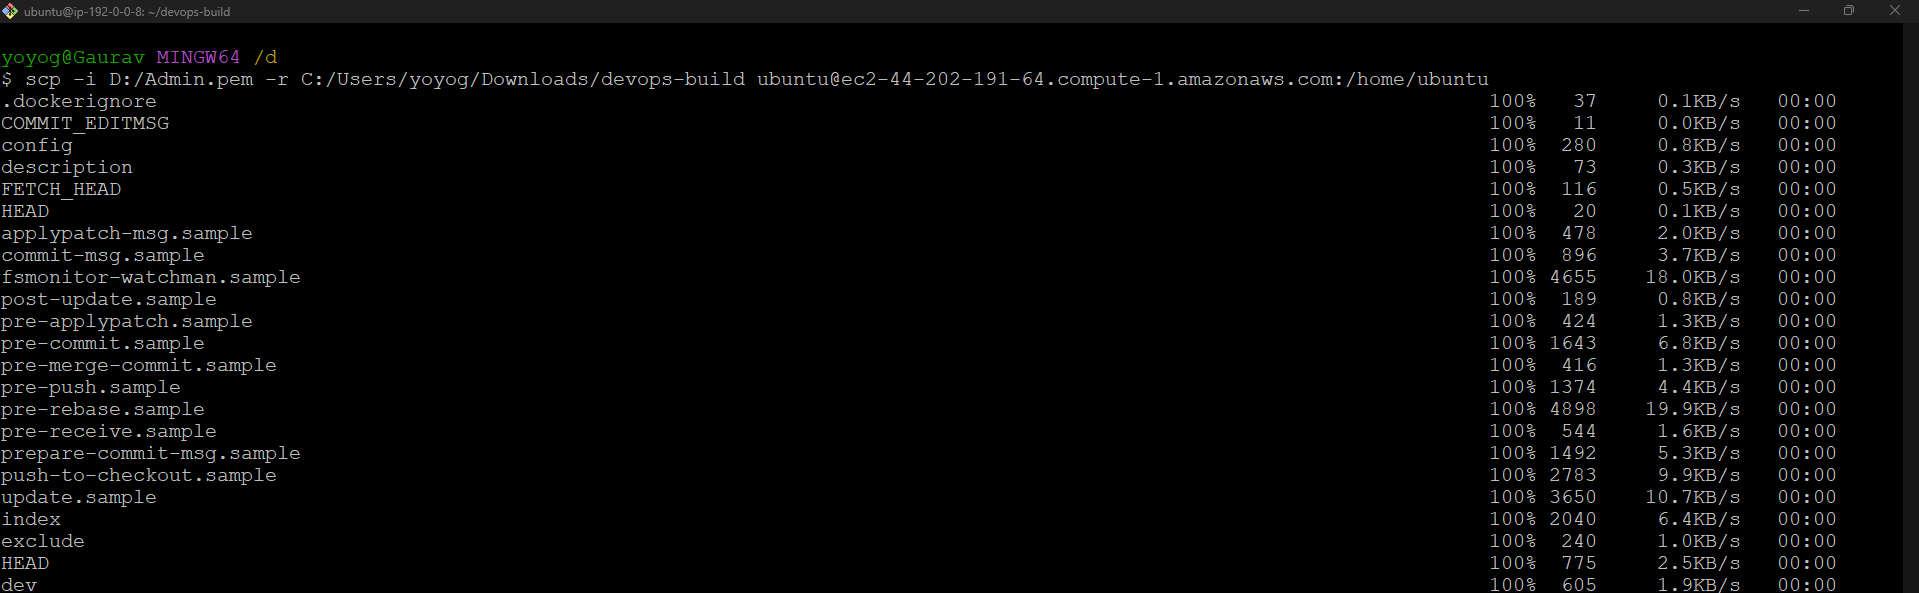 ubuntu@ip-192-0-0-8: ~/devops-build
yoyog@Gaurav MINGW64 /d
$ scp -i D:/Admin.pem -r C:/Users/yoyog/Downloads/devops-build ubuntu@ec2-44-202-191-64.compute-1.amazonaws.com:/home/ubuntu
.dockerignore 100% 37 0.1KB/s 00:00
COMMIT_EDITMSG 100% 11 0.0KB/s 00:00
config 100% 280 0.8KB/s 00:00
description 100% 73 0.3KB/s 00:00
FETCH_HEAD 100% 116 0.5KB/s 00:00
HEAD 100% 20 0.1KB/s 00:00
applypatch-msg.sample 100% 478 2.0KB/s 00:00
commit-msg.sample 100% 896 3.7KB/s 00:00
fsmonitor-watchman.sample 100% 4655 18.0KB/s 00:00
post-update.sample 100% 189 0.8KB/s 00:00
pre-applypatch.sample 100% 424 1.3KB/s 00:00
pre-commit.sample 100% 1643 6.8KB/s 00:00
pre-merge-commit.sample 100% 416 1.3KB/s 00:00
pre-push.sample 100% 1374 4.4KB/s 00:00
pre-rebase.sample 100% 4898 19.9KB/s 00:00
pre-receive.sample 100% 544 1.6KB/s 00:00
prepare-commit-msg.sample 100% 1492 5.3KB/s 00:00
push-to-checkout.sample 100% 2783 9.9KB/s 00:00
update.sample 100% 3650 10.7KB/s 00:00
index 100% 2040 6.4KB/s 00:00
exclude 100% 240 1.0KB/s 00:00
HEAD 100% 775 2.5KB/s 00:00
dev 100% 605 1.9KB/s 00:00